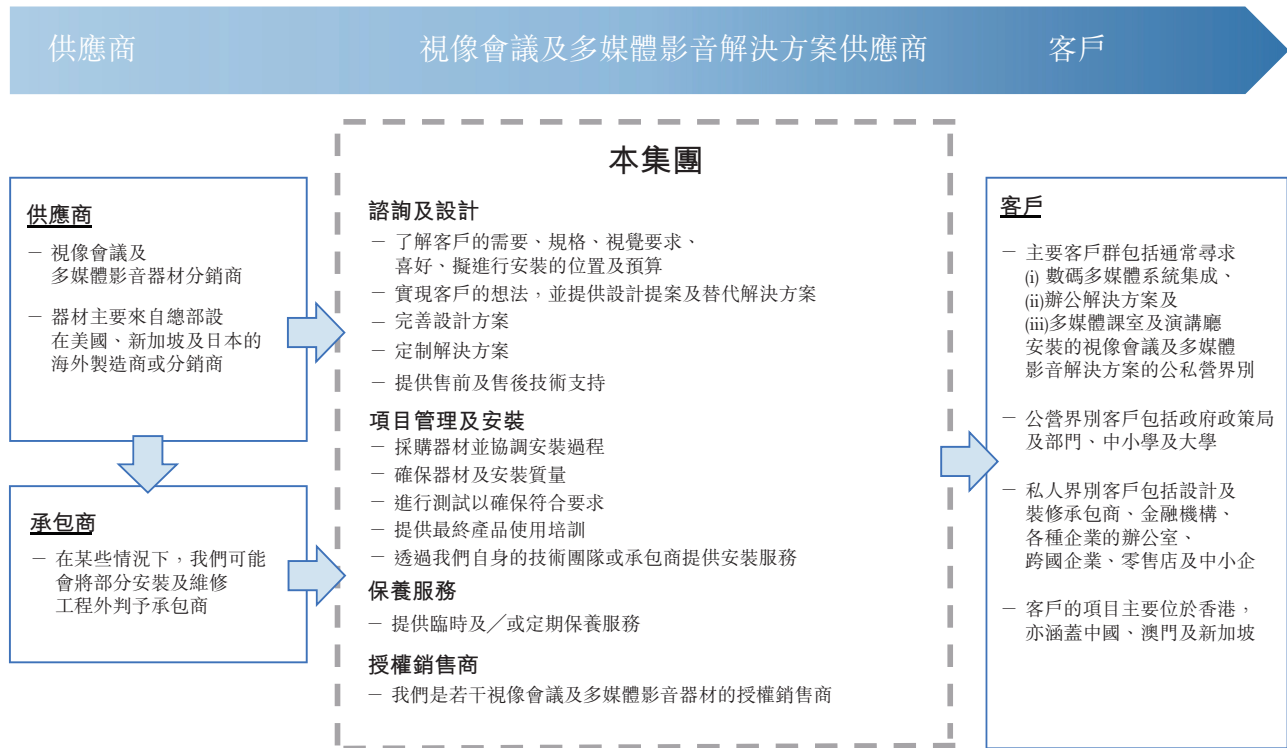 供應商
視像會議及多媒體影音解決方案供應商
客戶
供應商
－ 視像會議及
多媒體影音器材分銷商
－ 器材主要來自總部設
在美國、新加坡及日本的
海外製造商或分銷商
承包商
－ 在某些情況下，我們可能
會將部分安裝及維修
工程外判予承包商
本集團
諮詢及設計
－ 了解客戶的需要、規格、視覺要求、
喜好、擬進行安裝的位置及預算
－ 實現客戶的想法，並提供設計提案及替代解決方案
－ 完善設計方案
－ 定制解決方案
－ 提供售前及售後技術支持
項目管理及安裝
－ 採購器材並協調安裝過程
－ 確保器材及安裝質量
－ 進行測試以確保符合要求
－ 提供最終產品使用培訓
－ 透過我們自身的技術團隊或承包商提供安裝服務
保養服務
－ 提供臨時及／或定期保養服務
授權銷售商
－ 我們是若干視像會議及多媒體影音器材的授權銷售商
客戶
－ 主要客戶群包括通常尋求
(i) 數碼多媒體系統集成、
(ii)辦公解決方案及
(iii)多媒體課室及演講廳
安裝的視像會議及多媒體
影音解決方案的公私營界別
－ 公營界別客戶包括政府政策局
及部門、中小學及大學
－ 私人界別客戶包括設計及
裝修承包商、金融機構、
各種企業的辦公室、
跨國企業、零售店及中小企
－ 客戶的項目主要位於香港，
亦涵蓋中國、澳門及新加坡